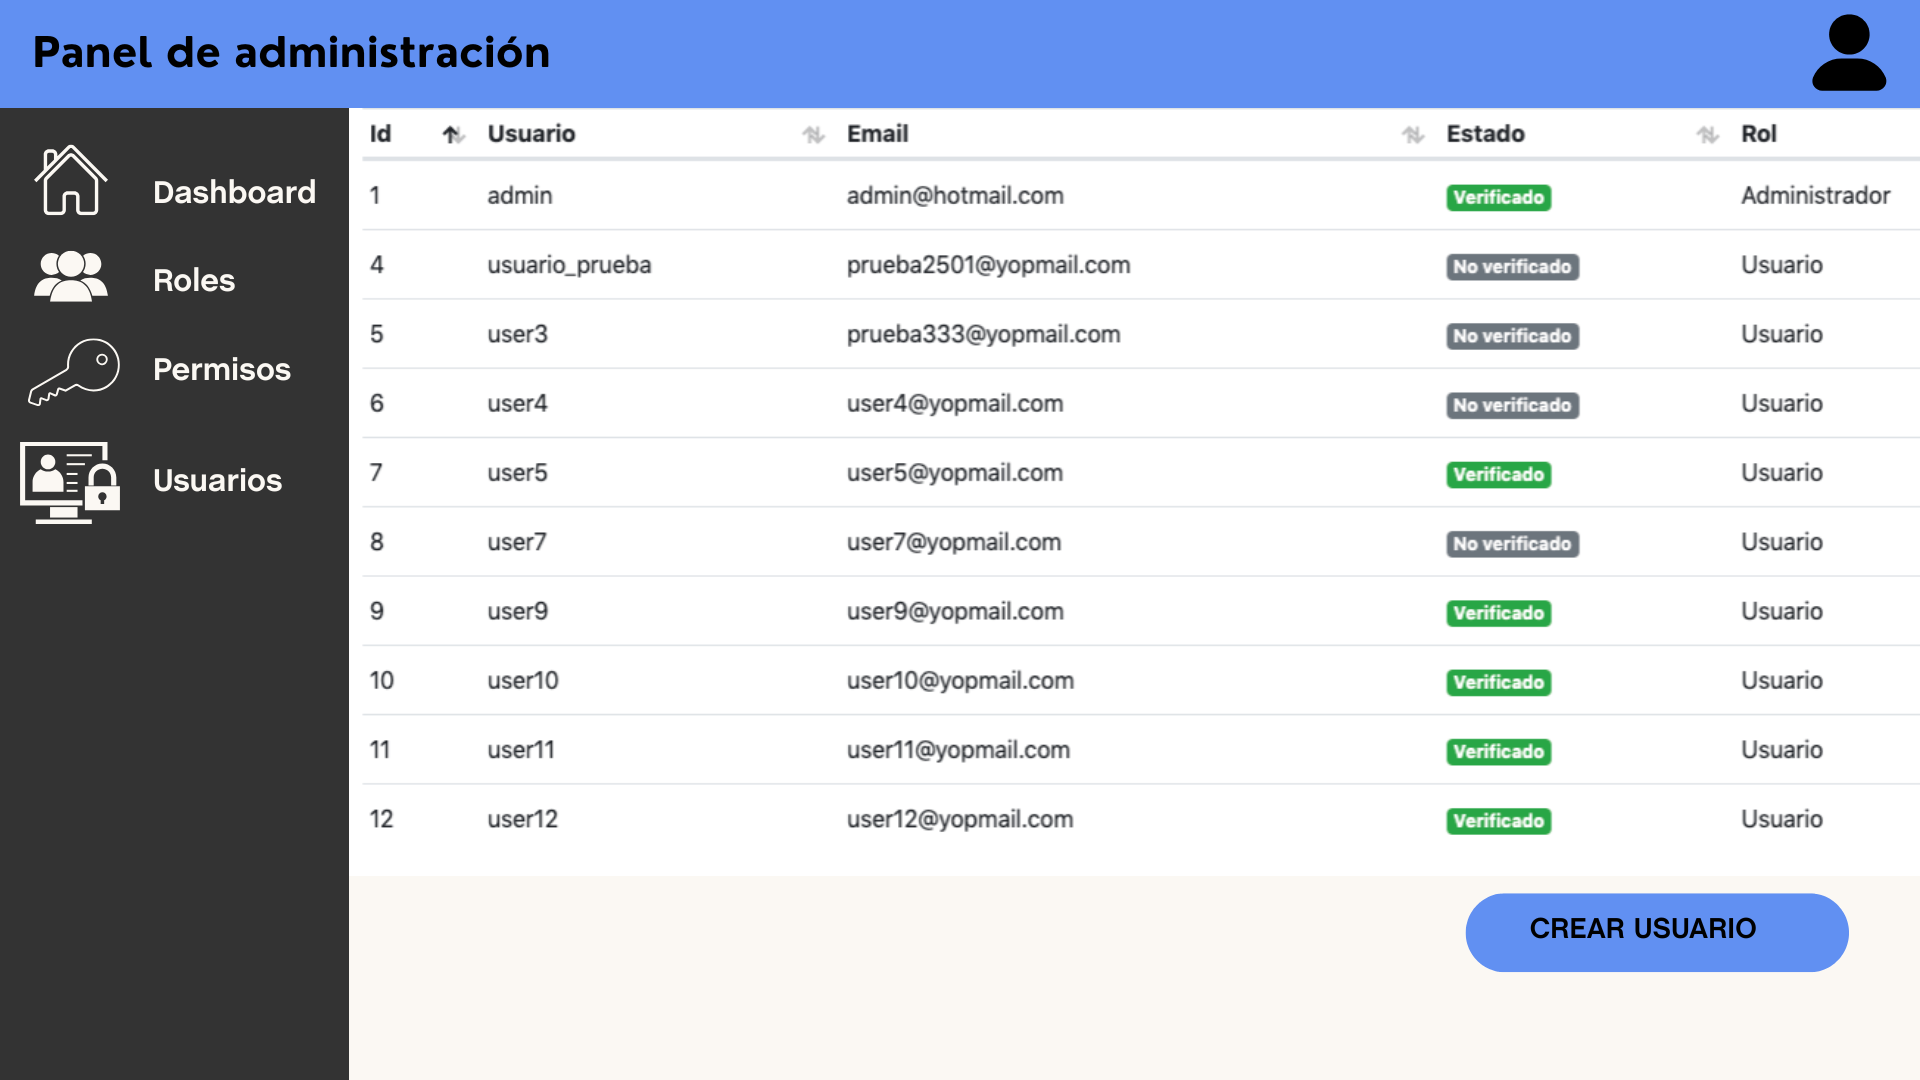 Panel de administración
Dashboard
Roles
Permisos
Usuarios
Id Usuario Email Estado Rol
1 admin admin@hotmail.com Verificado Administrador
4 usuario_prueba prueba2501@yopmail.com No verificado Usuario
5 user3 prueba333@yopmail.com No verificado Usuario
6 user4 user4@yopmail.com No verificado Usuario
7 user5 user5@yopmail.com Verificado Usuario
8 user7 user7@yopmail.com No verificado Usuario
9 user9 user9@yopmail.com Verificado Usuario
10 user10 user10@yopmail.com Verificado Usuario
11 user11 user11@yopmail.com Verificado Usuario
12 user12 user12@yopmail.com Verificado Usuario
CREAR USUARIO